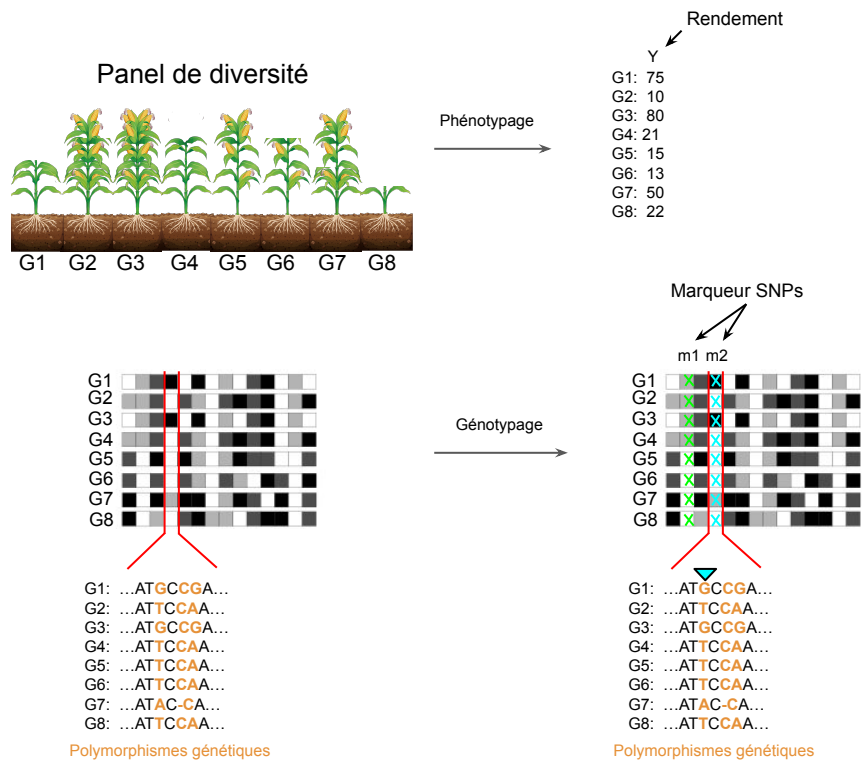 Rendement
Panel de diversité
Y
Phénotypage
G1: 75
G2: 10
G3: 80
G4: 21
G5: 15
G6: 13
G7: 50
G8: 22
G1 G2 G3 G4 G5 G6 G7 G8
Marqueur SNPs
m1 m2
G1
G2
G3
G4
G5
G6
G7
G8
Génotypage
G1
G2
G3
G4
G5
G6
G7
G8
G1: …ATGCCGA…
G2: …ATTCCAA…
G3: …ATGCCGA…
G4: …ATTCCAA…
G5: …ATTCCAA…
G6: …ATTCCAA…
G7: …ATAC-CA…
G8: …ATTCCAA…
Polymorphismes génétiques
G1: …ATGCCGA…
G2: …ATTCCAA…
G3: …ATGCCGA…
G4: …ATTCCAA…
G5: …ATTCCAA…
G6: …ATTCCAA…
G7: …ATAC-CA…
G8: …ATTCCAA…
Polymorphismes génétiques